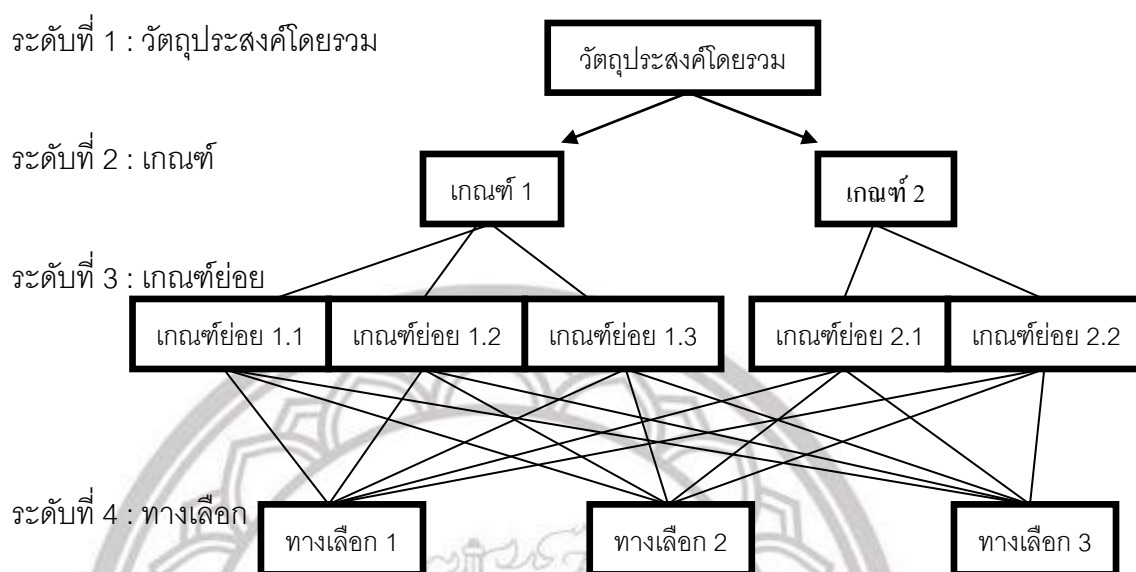 ระดับที่ 1 : วัตถุประสงค์โดยรวม
วัตถุประสงค์โดยรวม
ระดับที่ 2 : เกณฑ์
เกณฑ์ 1
เกณฑ์ 2
ระดับที่ 3 : เกณฑ์ย่อย
เกณฑ์ย่อย 1.1
เกณฑ์ย่อย 1.2
เกณฑ์ย่อย 1.3
เกณฑ์ย่อย 2.1
เกณฑ์ย่อย 2.2
ระดับที่ 4 : ทางเลือก
ทางเลือก 1
ทางเลือก 2
ทางเลือก 3